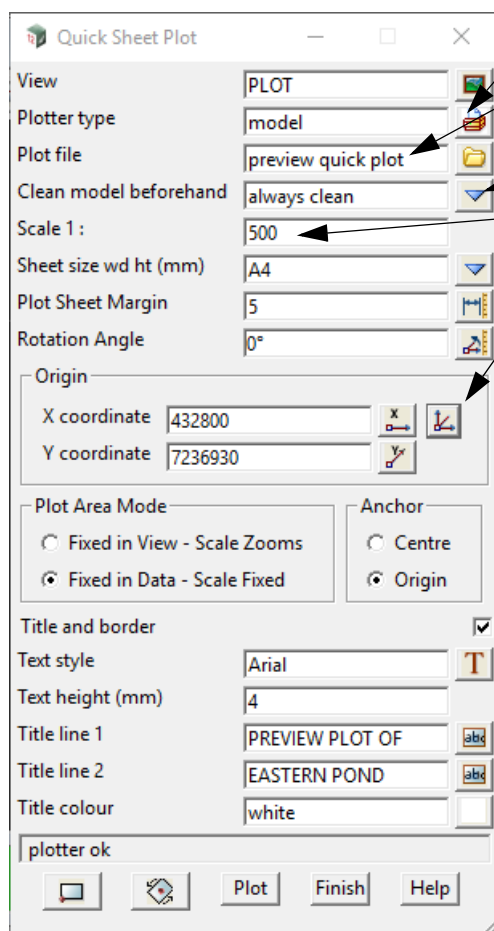 Quick Sheet Plot
View PLOT
Plotter type model
Plot file preview quick plot
Clean model beforehand always clean
Scale 1 : 500
Sheet size wd ht (mm) A4
Plot Sheet Margin 5
Rotation Angle 0°
Origin
X coordinate 432800 X
Y coordinate 7236930 Y
Plot Area Mode Anchor
Fixed in View - Scale Zooms Centre
Fixed in Data - Scale Fixed Origin
Title and border
Text style Arial T
Text height (mm) 4
Title line 1 PREVIEW PLOT OF abc
Title line 2 EASTERN POND abc
Title colour white
plotter ok
Plot Finish Help